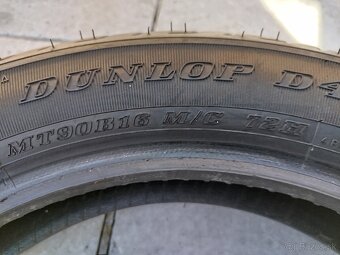 DUNLOP D4
MT90B16 M/C 72H